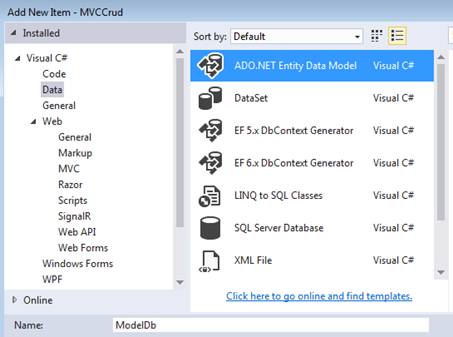 Add New Item - MVCCrud
Installed
Sort by: Default
Visual C#
Code
Data
General
Web
General
Markup
MVC
Razor
Scripts
SignalR
Web API
Web Forms
Windows Forms
WPF
Online
ADO.NET Entity Data Model Visual C#
DataSet Visual C#
EF 5.x DbContext Generator Visual C#
EF 6.x DbContext Generator Visual C#
LINQ to SQL Classes Visual C#
SQL Server Database Visual C#
XML File Visual C#
Click here to go online and find templates.
Name: ModelDb